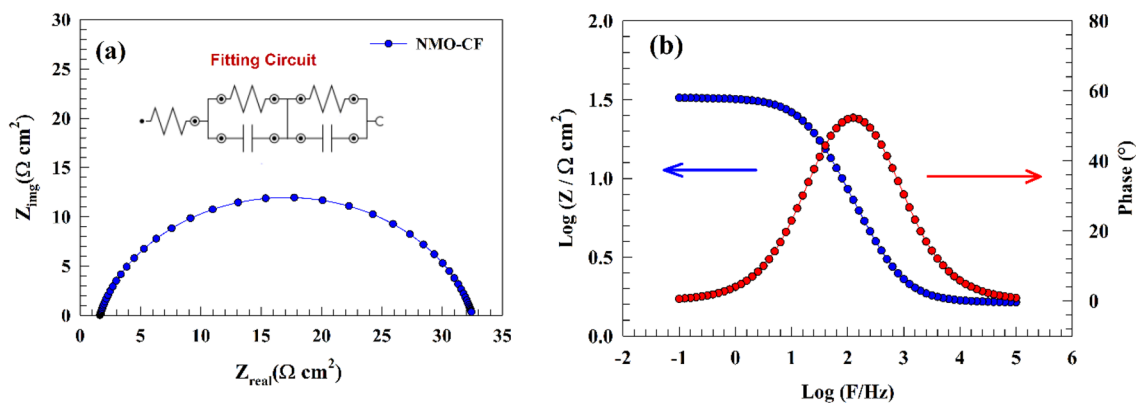 (a)
NMO-CF
Fitting Circuit
Z_img(Ω cm²)
30
25
20
15
10
5
0
0 5 10 15 20 25 30 35
Z_real(Ω cm²)
(b)
Log (Z / Ω cm²)
2.0
1.5
1.0
0.5
0.0
-2 -1 0 1 2 3 4 5 6
Log (F/Hz)
80
60
40
20
0
Phase (°)